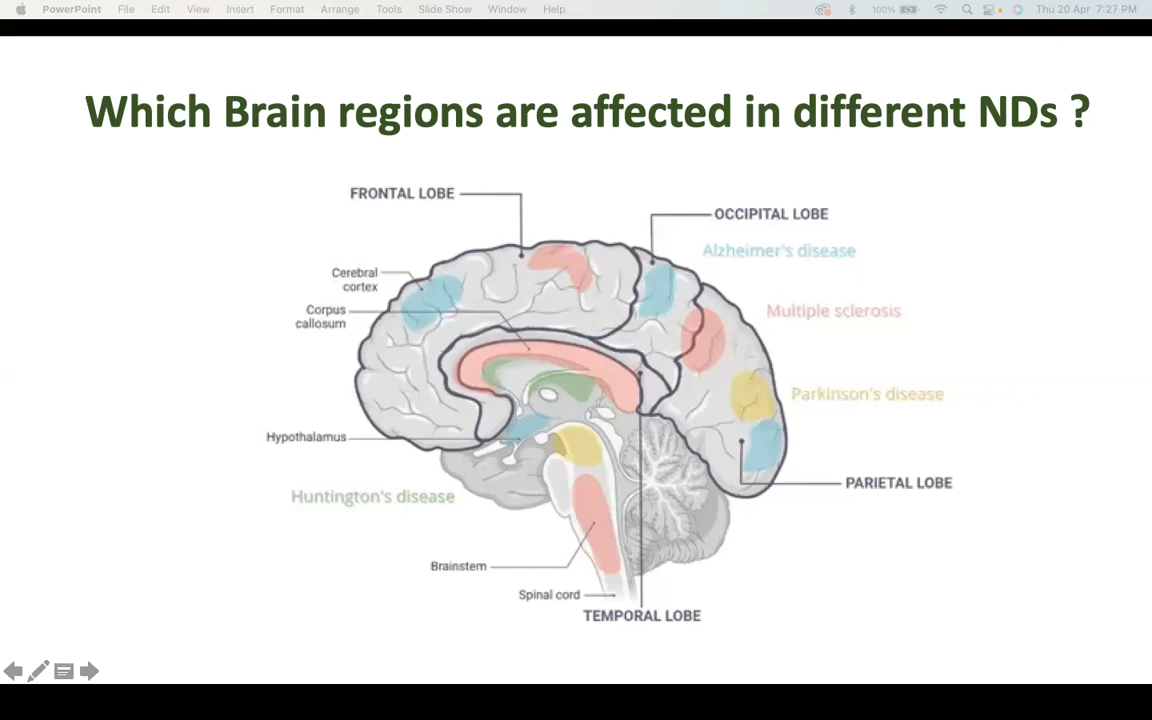 PowerPoint File Edit View Insert Format Arrange Tools Slide Show Window Help 100% Thu 20 Apr 7:27 PM
Which Brain regions are affected in different NDs ?
FRONTAL LOBE
OCCIPITAL LOBE
Alzheimer's disease
Cerebral
cortex
Corpus
callosum
Multiple sclerosis
Parkinson's disease
Hypothalamus
PARIETAL LOBE
Huntington's disease
Brainstem
Spinal cord
TEMPORAL LOBE